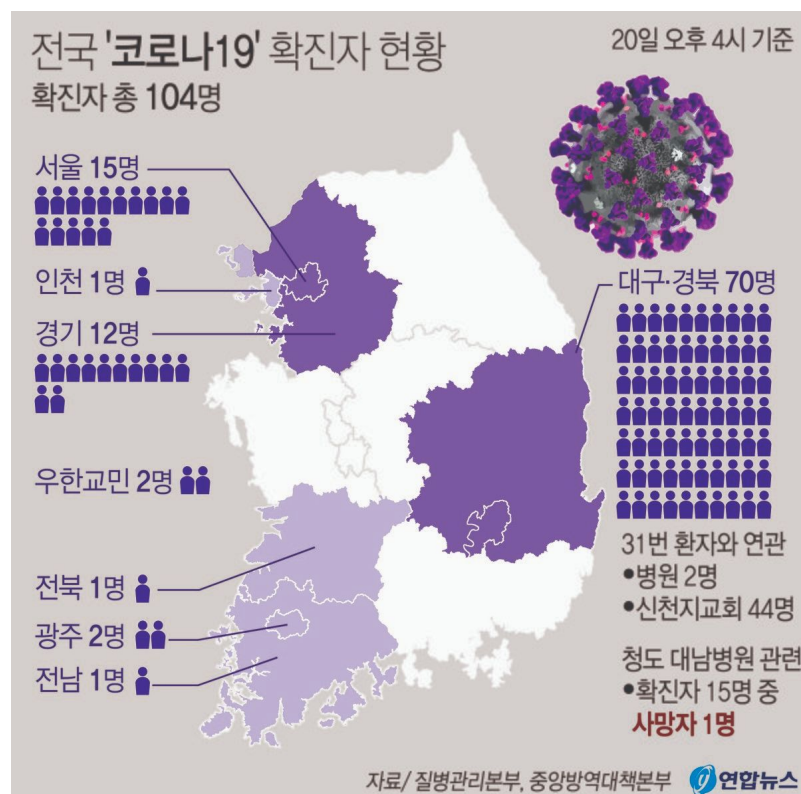 전국 '코로나19' 확진자 현황
20일 오후 4시 기준
확진자 총 104명
서울 15명
인천 1명
경기 12명
대구·경북 70명
우한교민 2명
31번 환자와 연관
•병원 2명
•신천지교회 44명
전북 1명
광주 2명
전남 1명
청도 대남병원 관련
•확진자 15명 중
사망자 1명
자료/ 질병관리본부, 중앙방역대책본부
y 연합뉴스